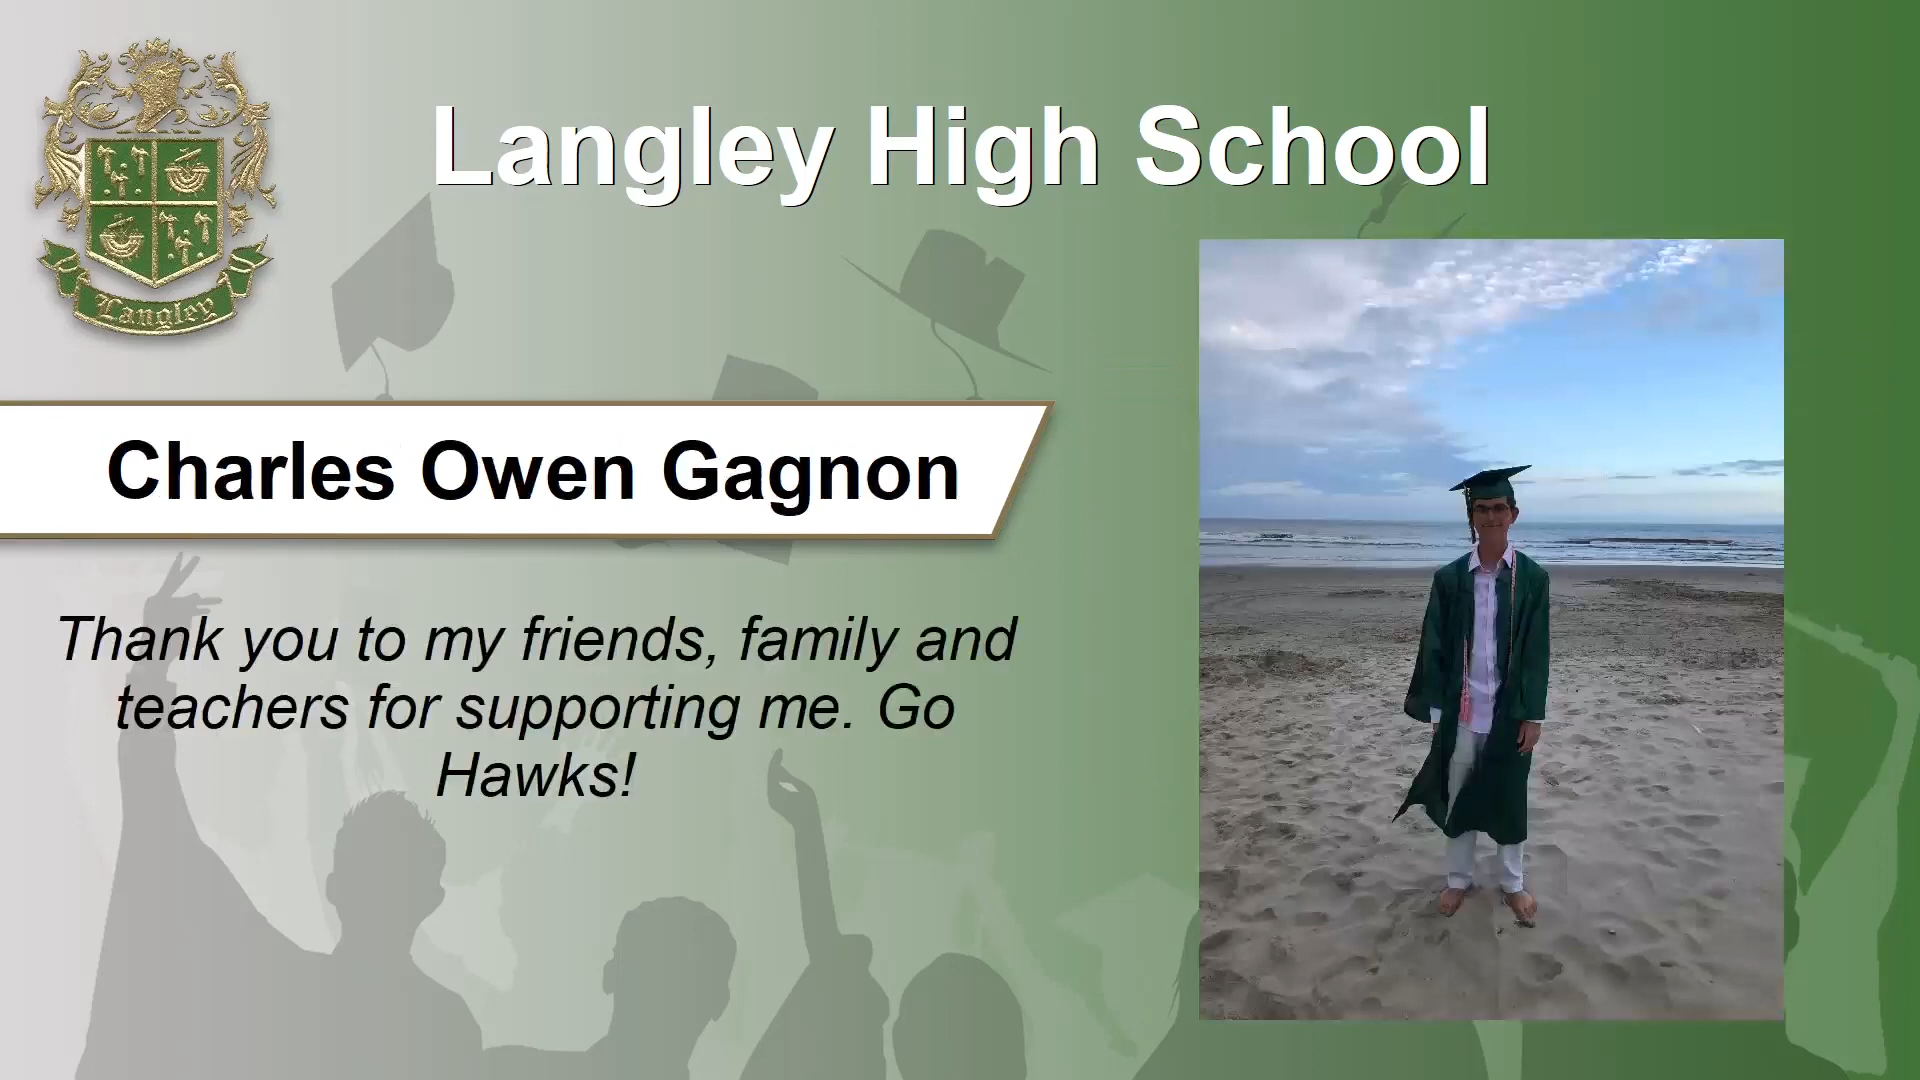 Langley High School
Langley
Charles Owen Gagnon
Thank you to my friends, family and
teachers for supporting me. Go
Hawks!